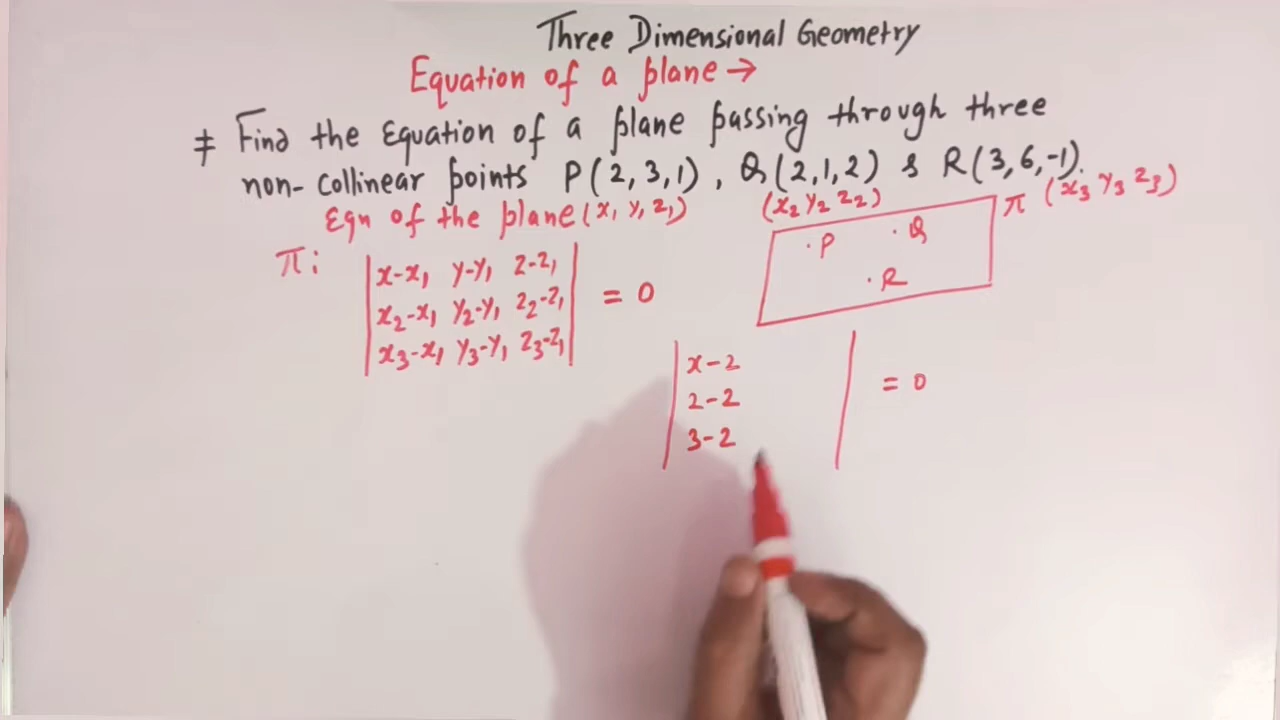 Three Dimensional Geometry
Equation of a plane →
# Find the Equation of a plane passing through three
non-collinear points P(2,3,1), Q(2,1,2) & R(3,6,-1).
Eqn of the plane (x₁ y₁ z₁) (x₂ y₂ z₂) π (x₃ y₃ z₃)
.P .Q
.R
π: | x-x₁ y-y₁ z-z₁ |
| x₂-x₁ y₂-y₁ z₂-z₁ | = 0
| x₃-x₁ y₃-y₁ z₃-z₁ |
| x-2 |
| 2-2 | = 0
| 3-2 |